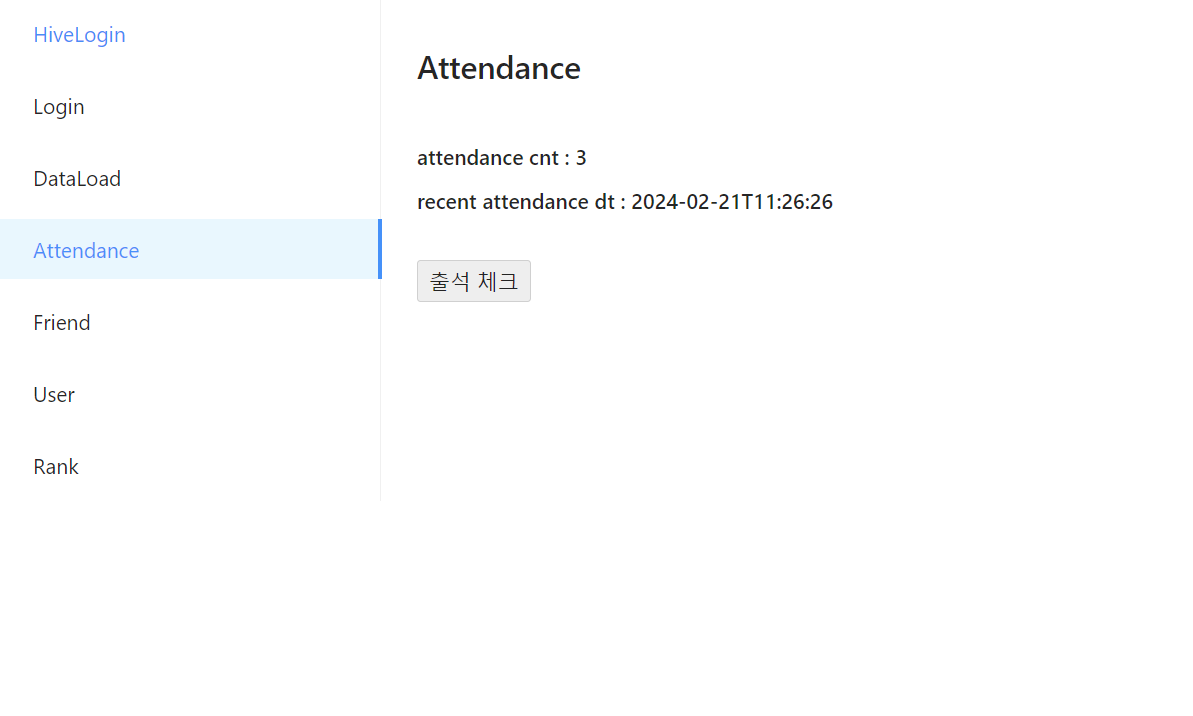 HiveLogin
Login
DataLoad
Attendance
Friend
User
Rank
Attendance
attendance cnt : 3
recent attendance dt : 2024-02-21T11:26:26
출석 체크